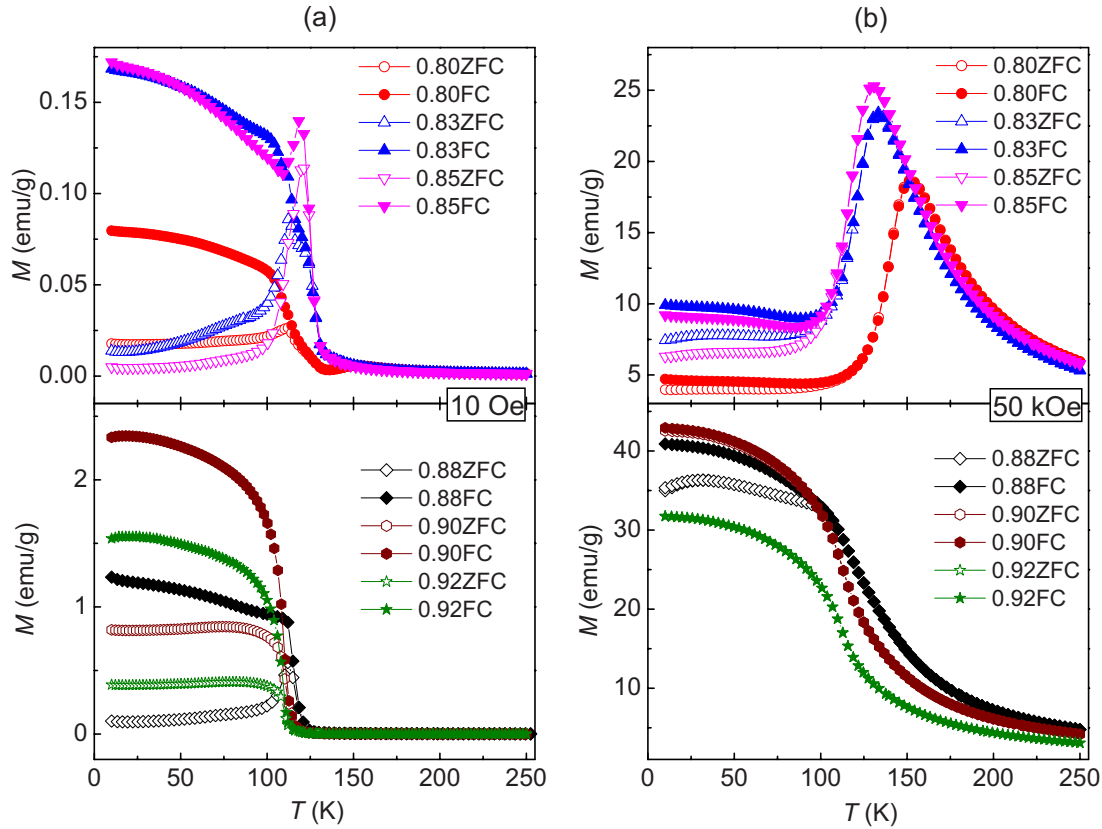 (a)
(b)
0.15
0.10
0.05
0.00
M (emu/g)
0.80ZFC
0.80FC
0.83ZFC
0.83FC
0.85ZFC
0.85FC
10 Oe
25
20
15
10
5
M (emu/g)
0.80ZFC
0.80FC
0.83ZFC
0.83FC
0.85ZFC
0.85FC
50 kOe
2
1
0
M (emu/g)
0.88ZFC
0.88FC
0.90ZFC
0.90FC
0.92ZFC
0.92FC
0 50 100 150 200 250
T (K)
40
30
20
10
M (emu/g)
0.88ZFC
0.88FC
0.90ZFC
0.90FC
0.92ZFC
0.92FC
0 50 100 150 200 250
T (K)